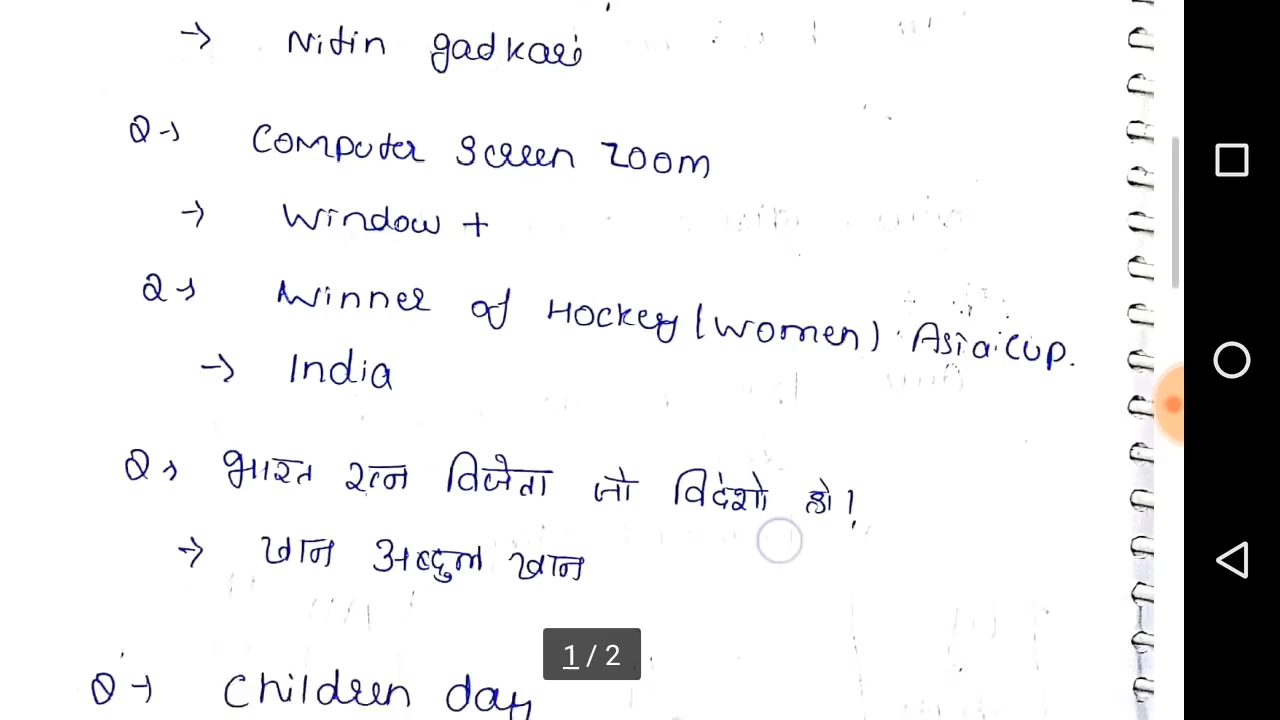 → Nitin gadkari
Q→ Computer Screen Zoom
→ Window +
Q→ Winner of Hockey (Women) Asia Cup.
→ India
Q→ भारत रत्न विजेता जो विदेशी हो।
→ खान अब्दुल खान
Q→ Children day
1 / 2